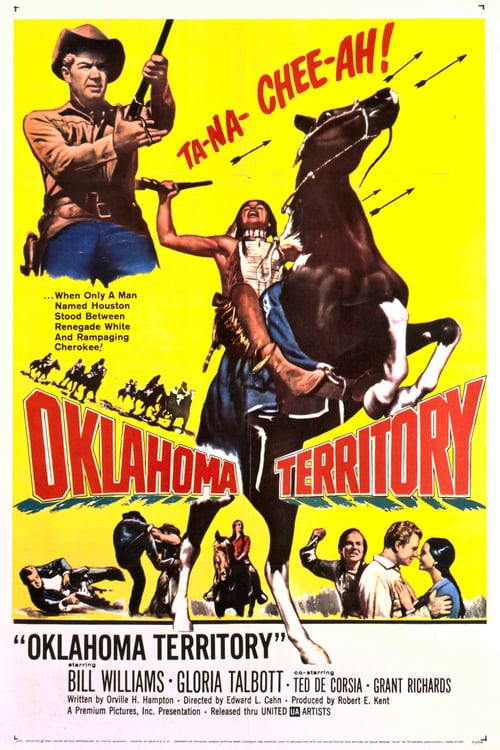 TA-NA- CHEE-AH!
...When Only A Man
Named Houston
Stood Between
Renegade White
And Rampaging
Cherokee!
OKLAHOMA TERRITORY
"OKLAHOMA TERRITORY"
starring
BILL WILLIAMS • GLORIA TALBOTT •
co-starring
TED DE CORSIA • GRANT RICHARDS
Written by Orville H. Hampton • Directed by Edward L. Cahn • Produced by Robert E. Kent
A Premium Pictures, Inc. Presentation • Released thru UNITED UA ARTISTS